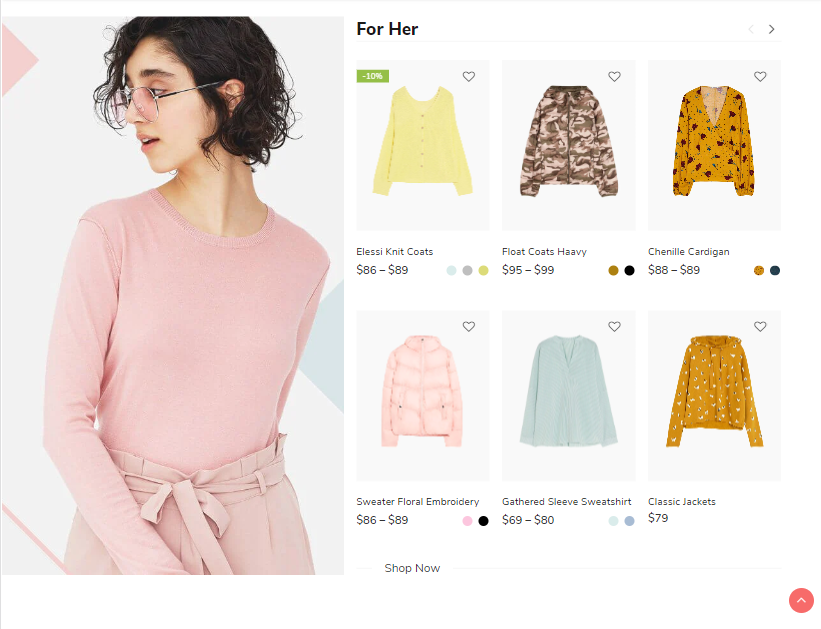 For Her
-10%
Elessi Knit Coats
$86 – $89
Float Coats Haavy
$95 – $99
Chenille Cardigan
$88 – $89
Sweater Floral Embroidery
$86 – $89
Gathered Sleeve Sweatshirt
$69 – $80
Classic Jackets
$79
Shop Now